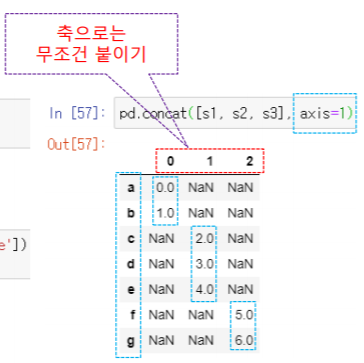 축으로는
무조건 붙이기
In [57]: pd.concat([s1, s2, s3], axis=1)
Out[57]:
0 1 2
a 0.0 NaN NaN
b 1.0 NaN NaN
c NaN 2.0 NaN
d NaN 3.0 NaN
e'])
e NaN 4.0 NaN
f NaN NaN 5.0
g NaN NaN 6.0